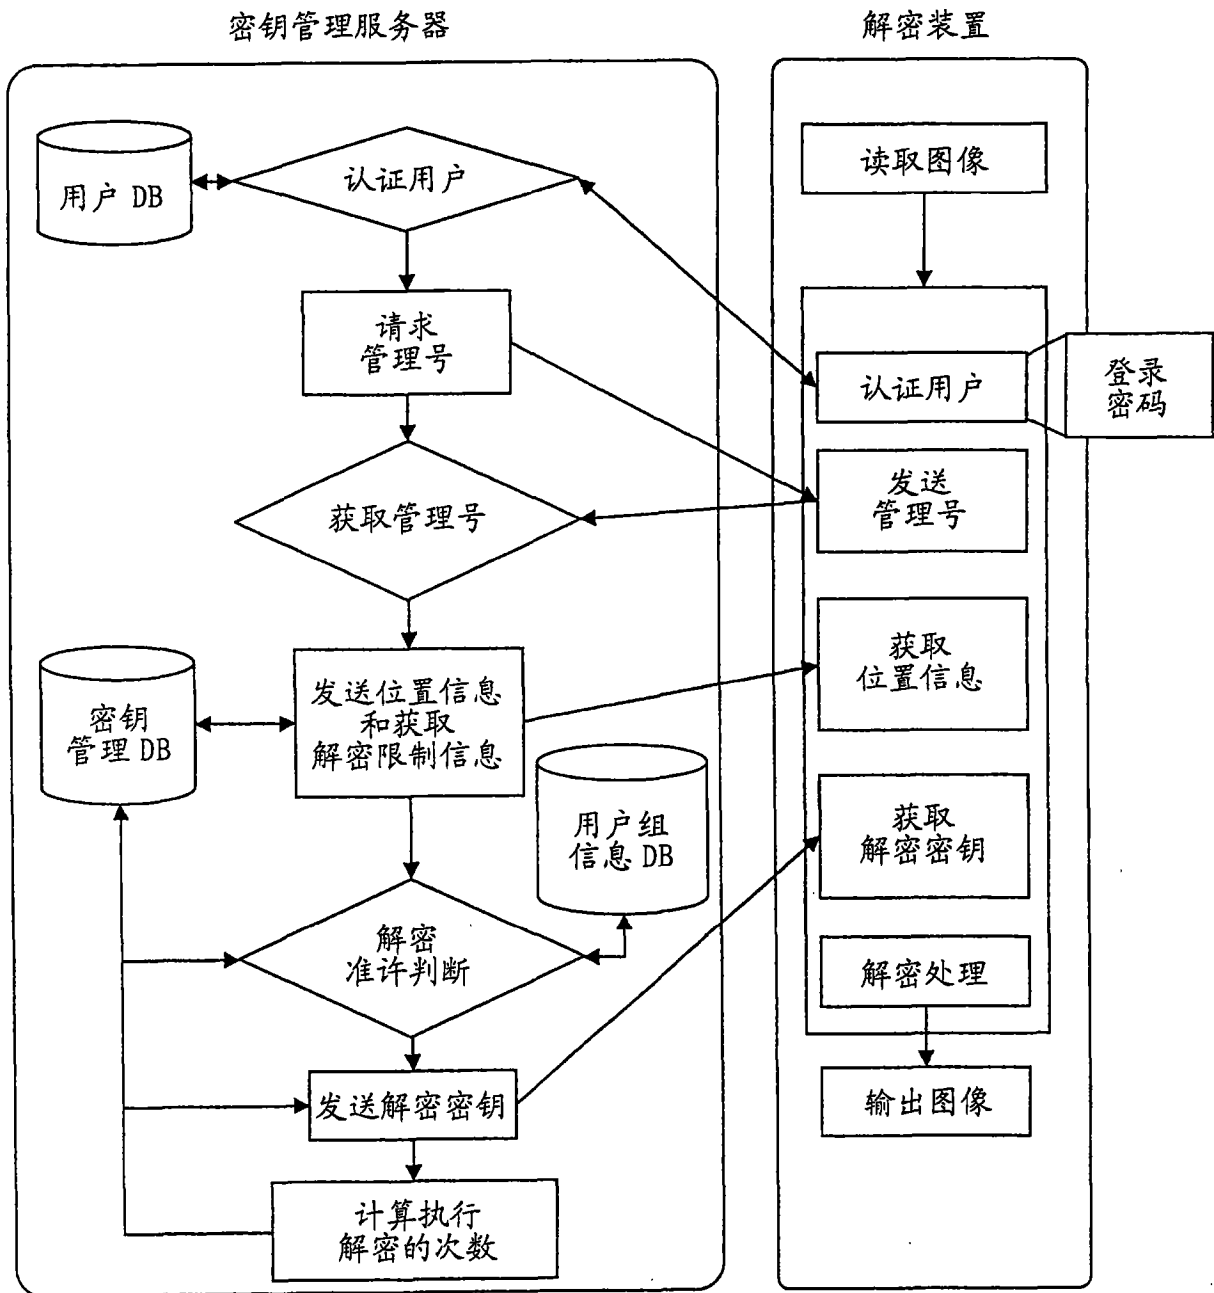 密钥管理服务器
解密装置
用户 DB
认证用户
请求
管理号
获取管理号
密钥
管理 DB
发送位置信息
和获取
解密限制信息
用户组
信息 DB
解密
准许判断
发送解密密钥
计算执行
解密的次数
读取图像
认证用户
登录
密码
发送
管理号
获取
位置信息
获取
解密密钥
解密处理
输出图像